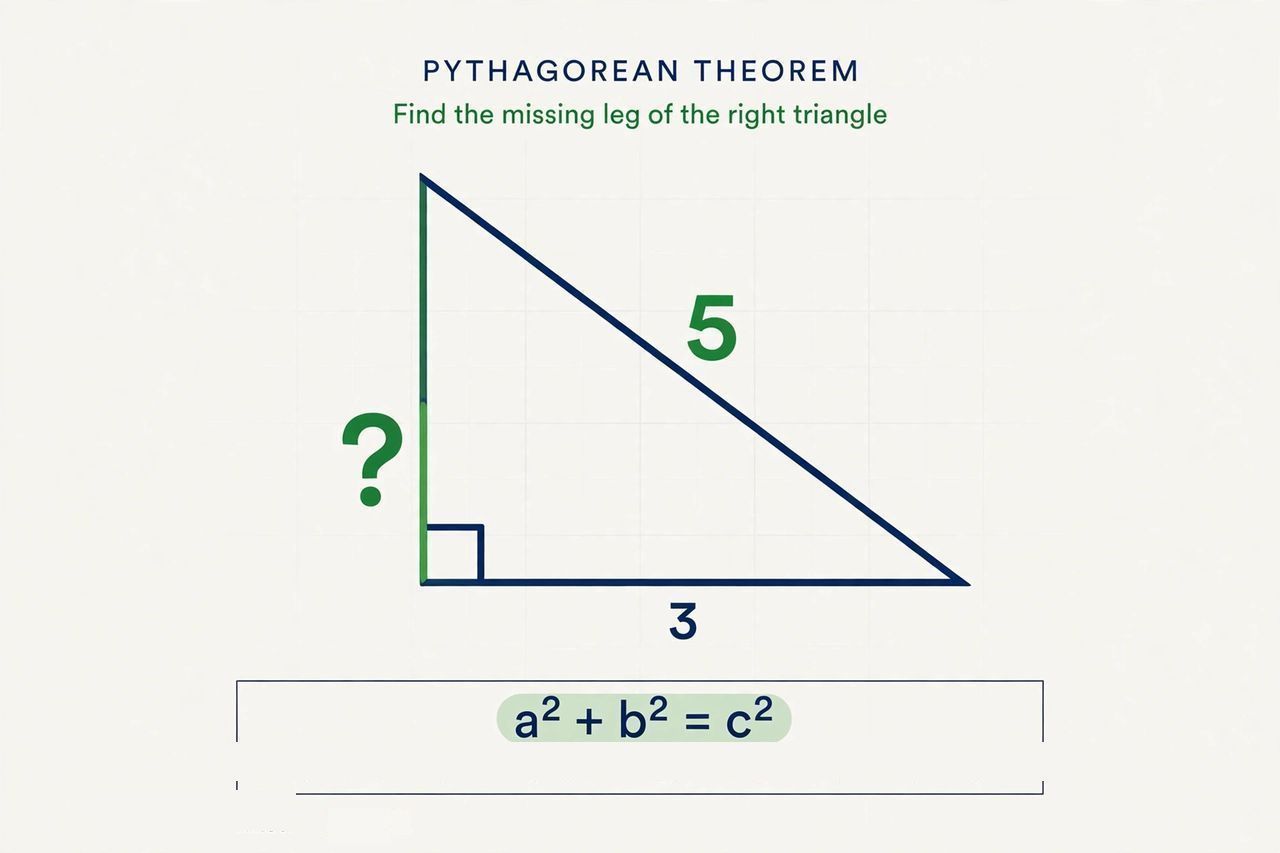 PYTHAGOREAN THEOREM
Find the missing leg of the right triangle
5
?
3
a² + b² = c²